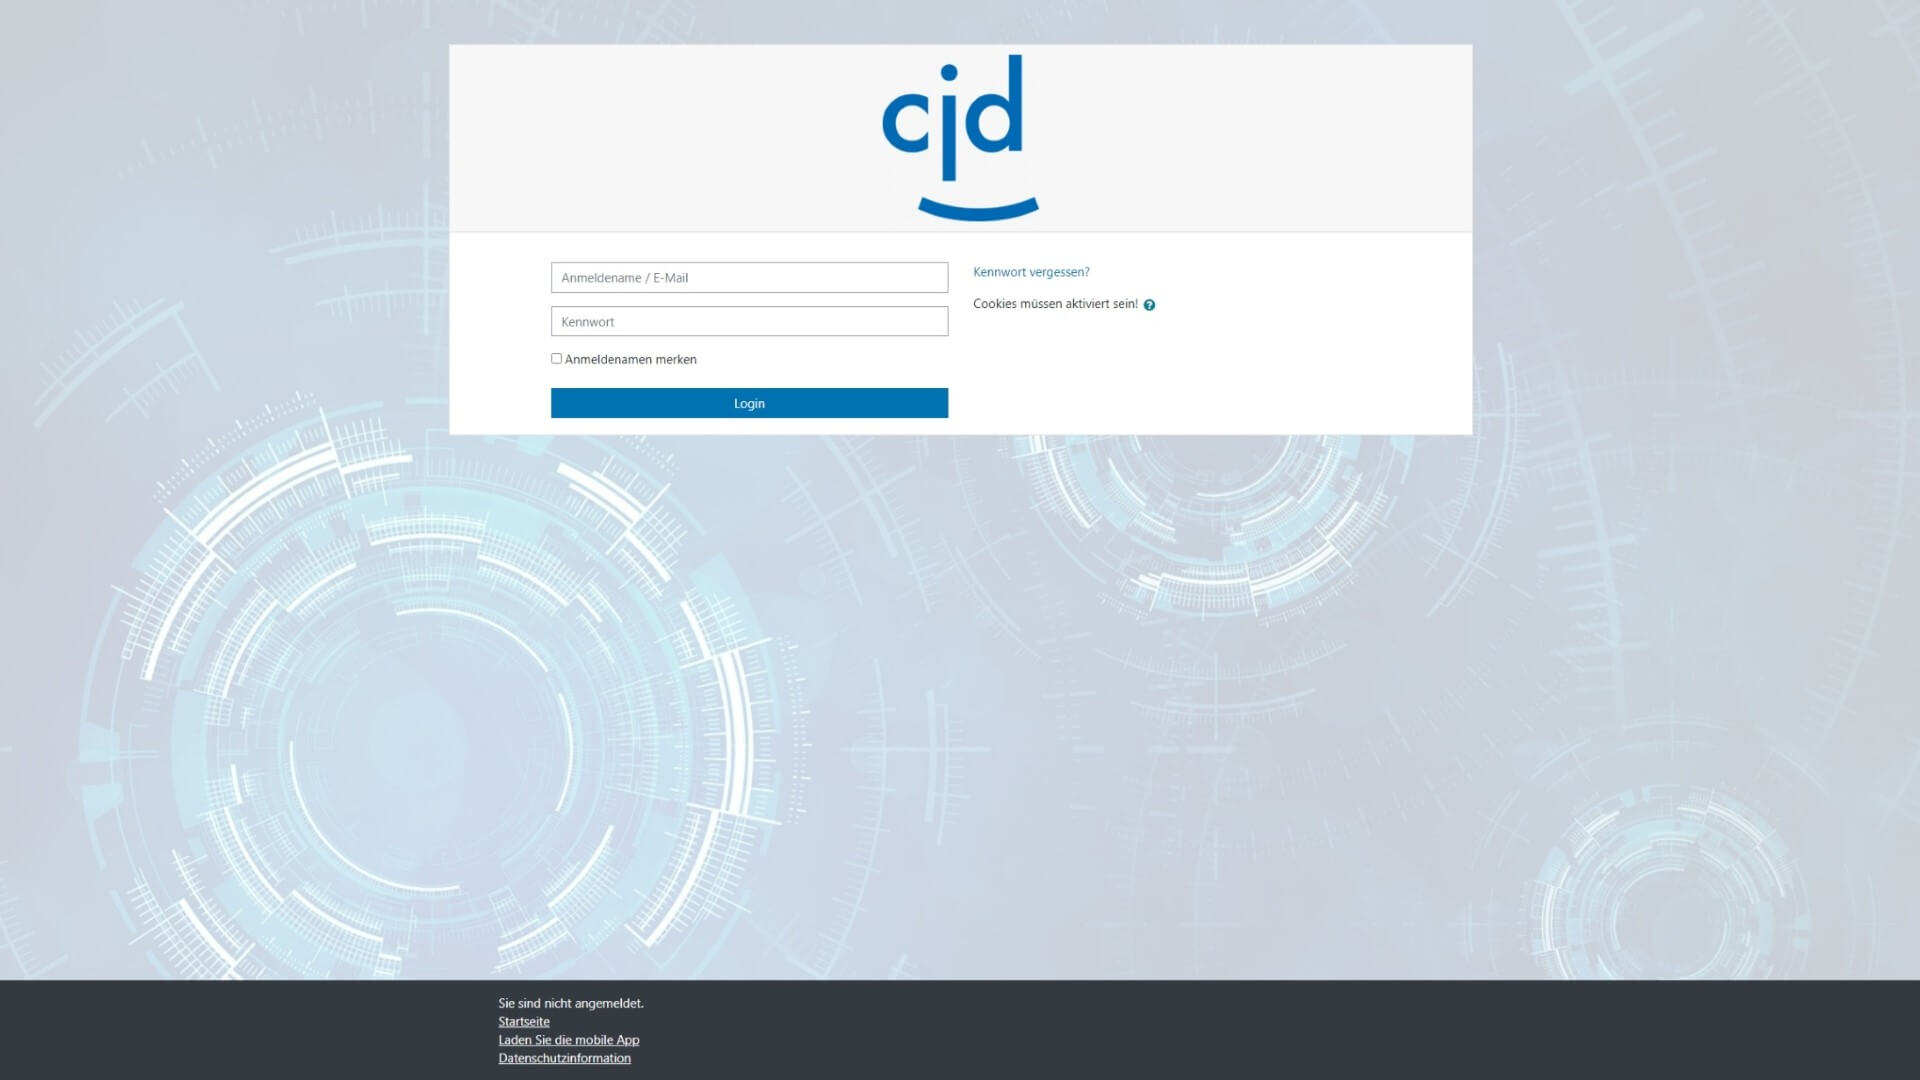 cjd
Anmeldename / E-Mail
Kennwort
Anmeldenamen merken
Login
Kennwort vergessen?
Cookies müssen aktiviert sein!
Sie sind nicht angemeldet.
Startseite
Laden Sie die mobile App
Datenschutzinformation